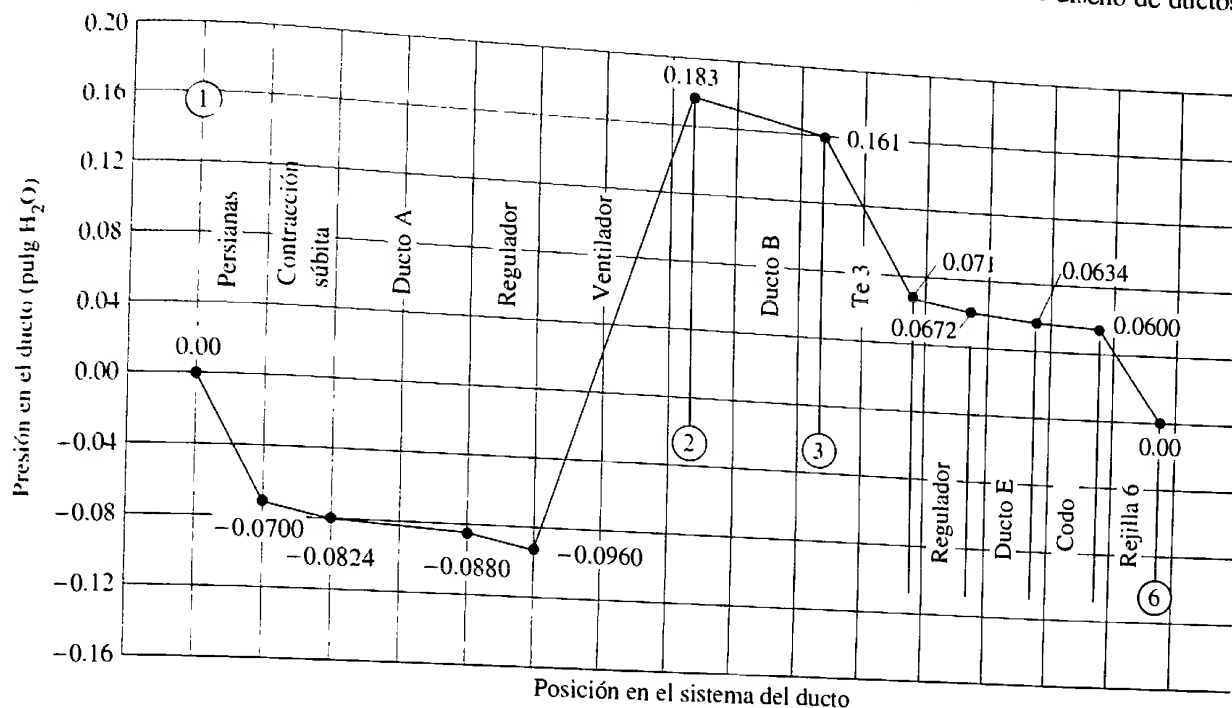 diseño de ductos
Presión en el ducto (pulg H₂O)
0.20
0.16
0.12
0.08
0.04
0.00
−0.04
−0.08
−0.12
−0.16
1
Persianas
Contracción
súbita
Ducto A
Regulador
Ventilador
Ducto B
Te 3
0.00
−0.0700
−0.0824
−0.0880
−0.0960
0.183
0.161
0.071
0.0672
0.0634
0.0600
0.00
2
3
Regulador
Ducto E
Codo
Rejilla 6
6
Posición en el sistema del ducto